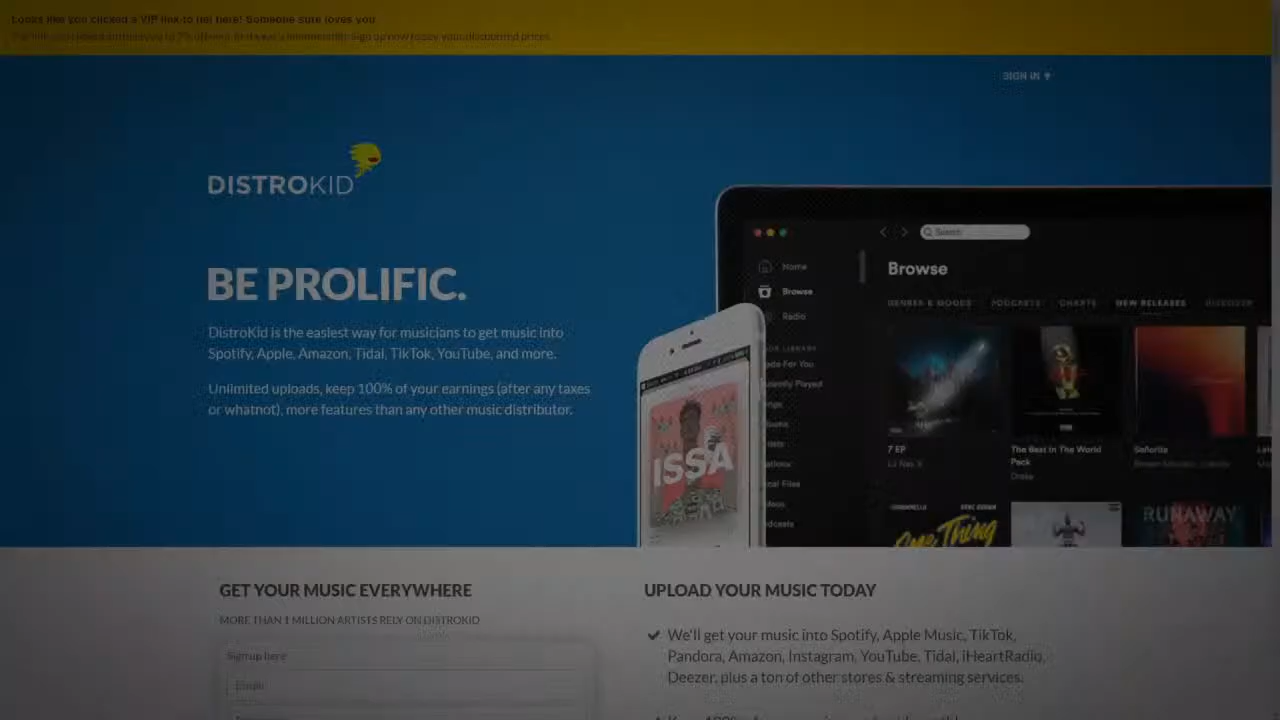 Looks like you clicked a VIP link to get here! Someone sure loves you.
SIGN IN
DISTROKID
BE PROLIFIC.
DistroKid is the easiest way for musicians to get music into
Spotify, Apple, Amazon, Tidal, TikTok, YouTube, and more.
Unlimited uploads, keep 100% of your earnings (after any taxes
or whatnot), more features than any other music distributor.
Search
Home
Browse
Radio
Browse
GENRES & MOODS PODCASTS CHARTS NEW RELEASES DISCOVER
7 EP
The Best In The World
Pack
Drake
Señorita
ISSA
One Thing
RUNAWAY
GET YOUR MUSIC EVERYWHERE
MORE THAN 1 MILLION ARTISTS RELY ON DISTROKID
Signup here
Email
UPLOAD YOUR MUSIC TODAY
We'll get your music into Spotify, Apple Music, TikTok,
Pandora, Amazon, Instagram, YouTube, Tidal, iHeartRadio,
Deezer, plus a ton of other stores & streaming services.